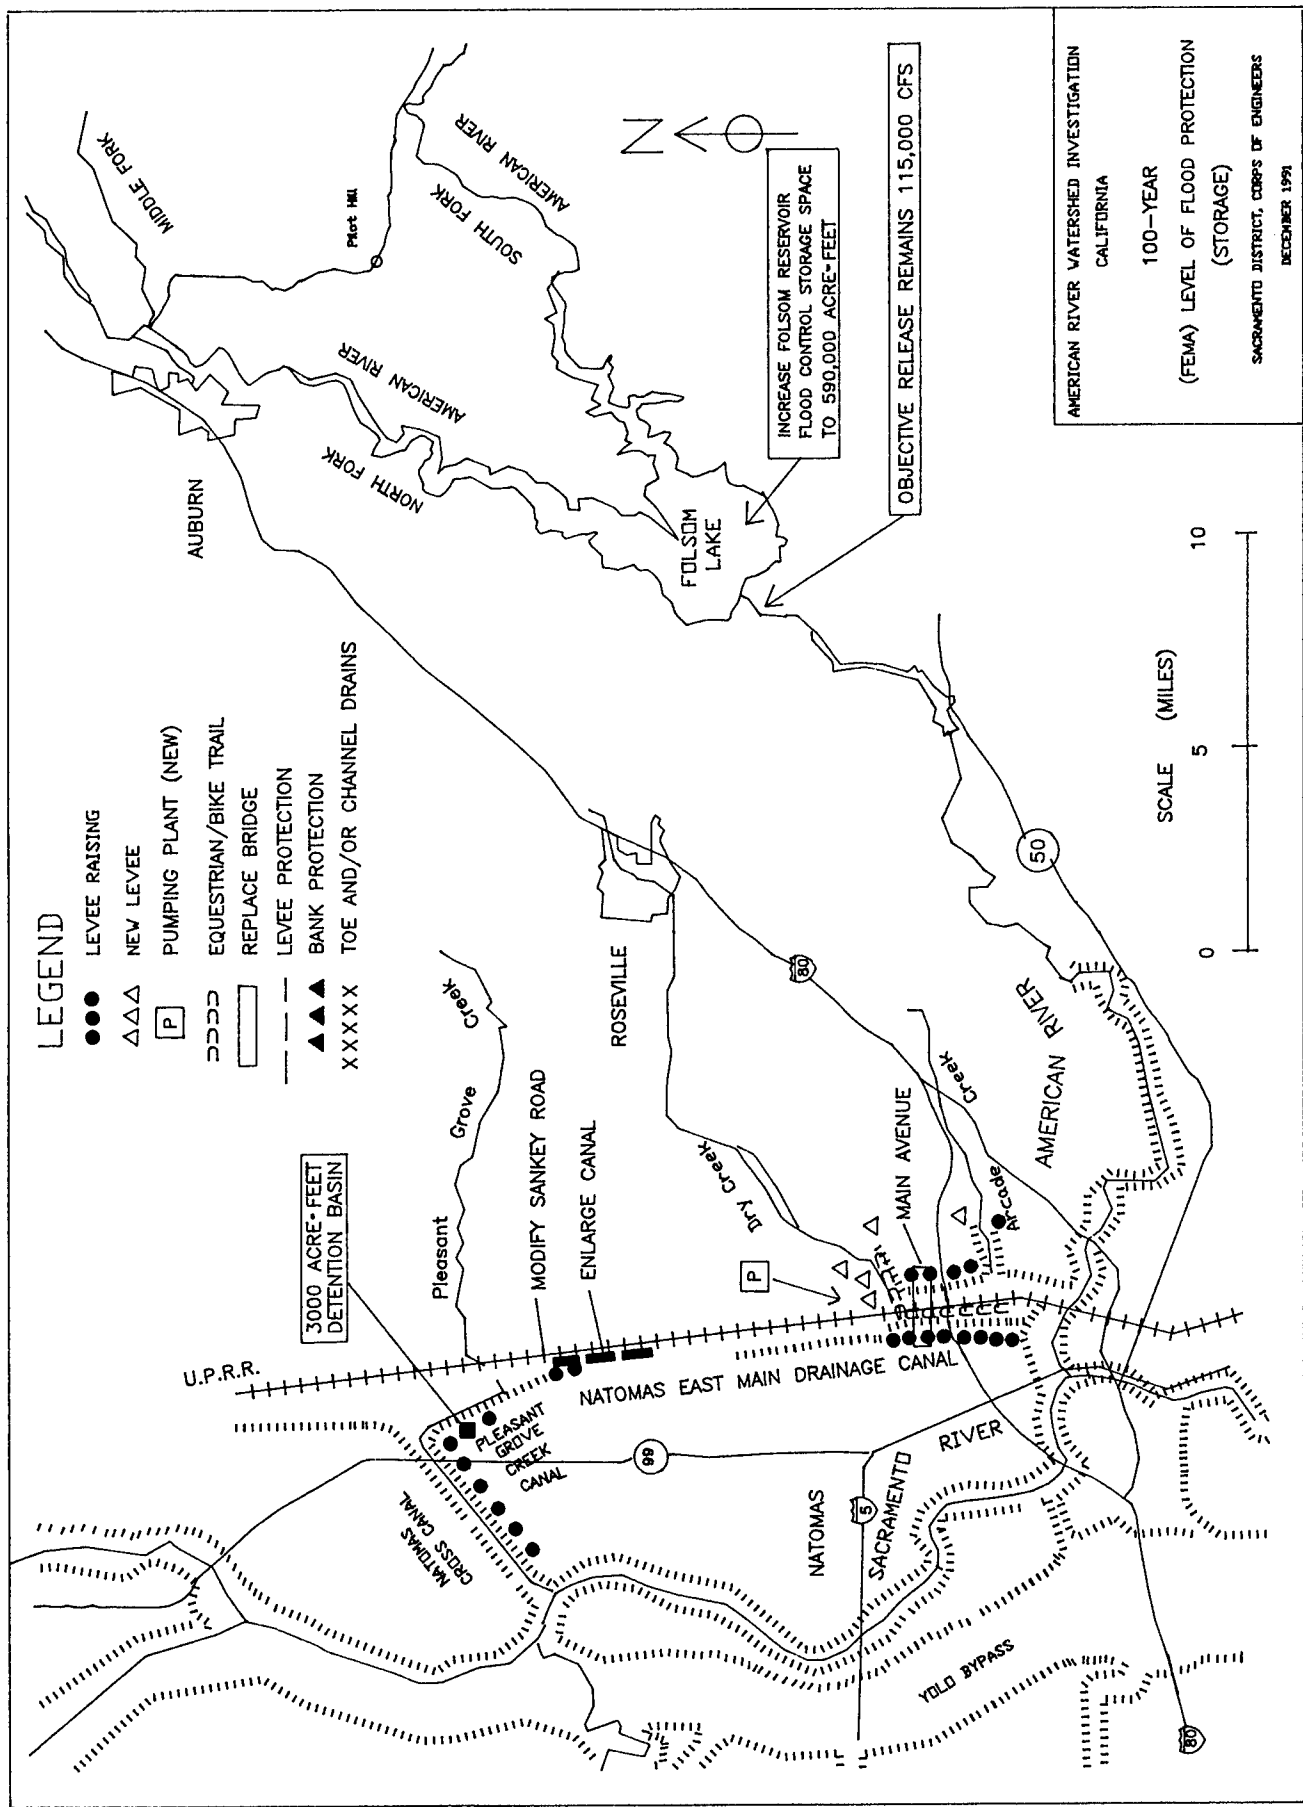 LEGEND
LEVEE RAISING
NEW LEVEE
P
PUMPING PLANT (NEW)
EQUESTRIAN/BIKE TRAIL
REPLACE BRIDGE
LEVEE PROTECTION
BANK PROTECTION
XXXXX
TOE AND/OR CHANNEL DRAINS
MIDDLE FORK
Pilot Hill
AMERICAN RIVER
SOUTH FORK
AMERICAN RIVER
NORTH FORK
AUBURN
N
FOLSOM
LAKE
INCREASE FOLSOM RESERVOIR
FLOOD CONTROL STORAGE SPACE
TO 590,000 ACRE-FEET
OBJECTIVE RELEASE REMAINS 115,000 CFS
3000 ACRE-FEET
DETENTION BASIN
Pleasant
Grove
Creek
U.P.R.R.
MODIFY SANKEY ROAD
ENLARGE CANAL
ROSEVILLE
Dry Creek
P
MAIN AVENUE
Arcade
Creek
80
50
AMERICAN
RIVER
NATOMAS
CROSS CANAL
PLEASANT
GROVE
CREEK
CANAL
NATOMAS EAST MAIN DRAINAGE CANAL
99
NATOMAS
5
SACRAMENTO
RIVER
YOLO BYPASS
80
SCALE (MILES)
0
5
10
AMERICAN RIVER WATERSHED INVESTIGATION
CALIFORNIA
100-YEAR
(FEMA) LEVEL OF FLOOD PROTECTION
(STORAGE)
SACRAMENTO DISTRICT, CORPS OF ENGINEERS
DECEMBER 1991